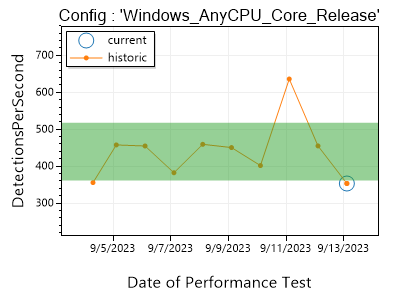 Config : 'Windows_AnyCPU_Core_Release'
current
historic
DetectionsPerSecond
700
600
500
400
300
9/5/2023
9/7/2023
9/9/2023
9/11/2023
9/13/2023
Date of Performance Test